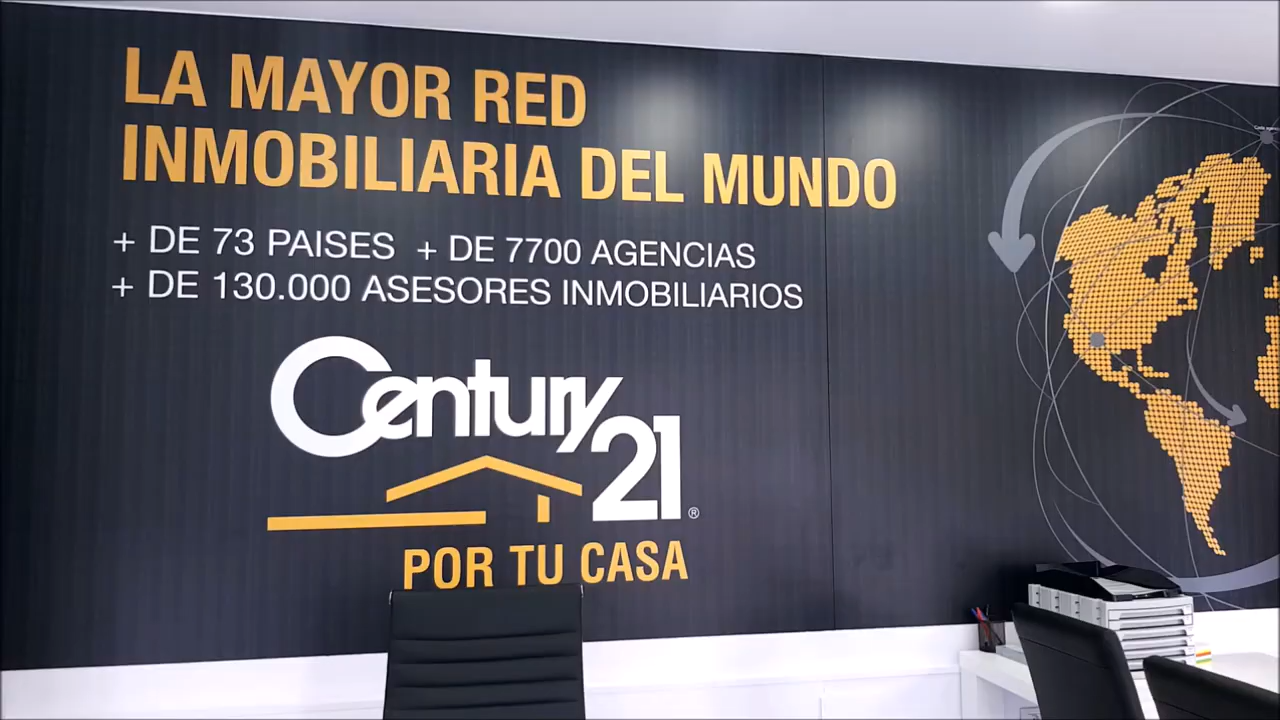 LA MAYOR RED
INMOBILIARIA DEL MUNDO
+ DE 73 PAISES + DE 7700 AGENCIAS
+ DE 130.000 ASESORES INMOBILIARIOS
Century
21®
POR TU CASA